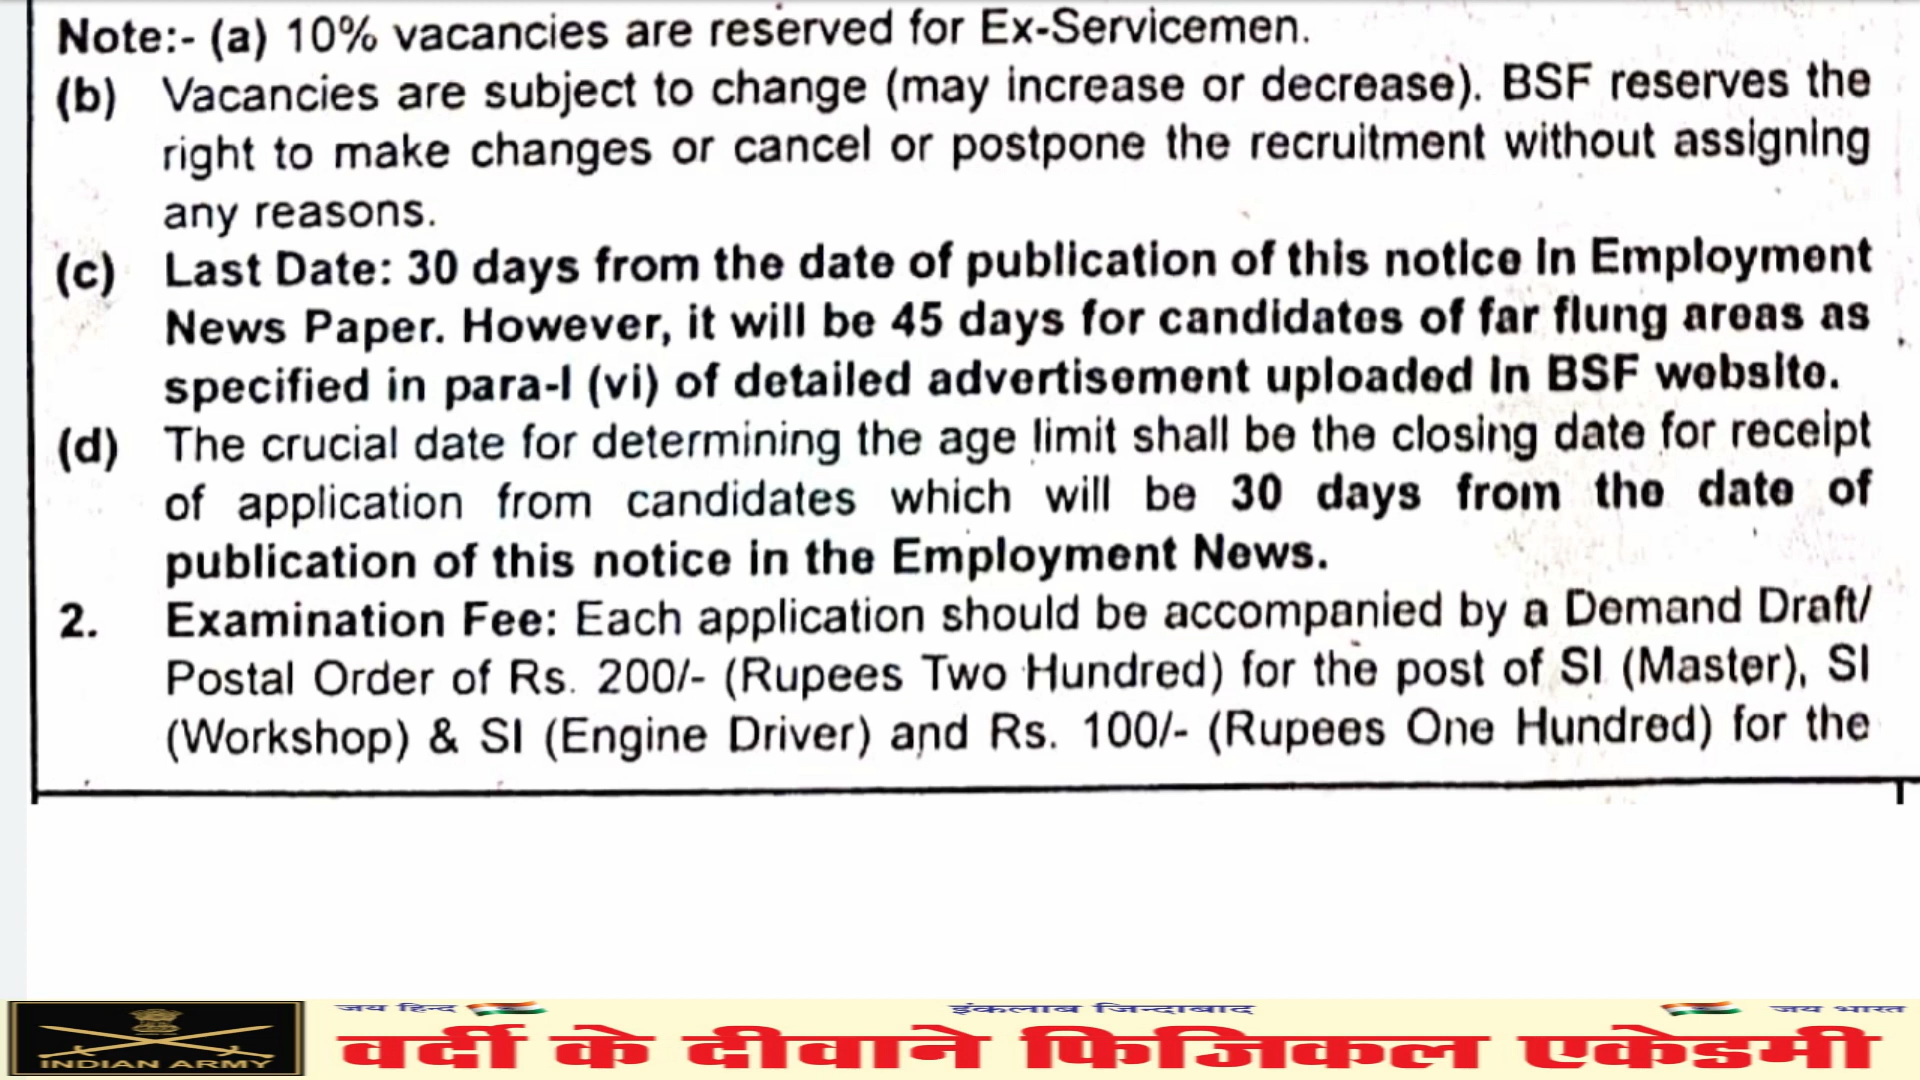 Note:- (a) 10% vacancies are reserved for Ex-Servicemen.
(b) Vacancies are subject to change (may increase or decrease). BSF reserves the
right to make changes or cancel or postpone the recruitment without assigning
any reasons.
(c) Last Date: 30 days from the date of publication of this notice in Employment
News Paper. However, it will be 45 days for candidates of far flung areas as
specified in para-I (vi) of detailed advertisement uploaded in BSF website.
(d) The crucial date for determining the age limit shall be the closing date for receipt
of application from candidates which will be 30 days from the date of
publication of this notice in the Employment News.
2. Examination Fee: Each application should be accompanied by a Demand Draft/
Postal Order of Rs. 200/- (Rupees Two Hundred) for the post of SI (Master), SI
(Workshop) & SI (Engine Driver) and Rs. 100/- (Rupees One Hundred) for the
जय हिन्द इंकलाब जिन्दाबाद जय भारत
वर्दी के दीवाने फिजिकल एकेडमी
INDIAN ARMY